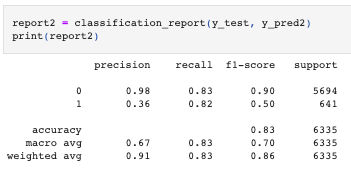 report2 = classification_report(y_test, y_pred2)
print(report2)
precision recall f1-score support
0 0.98 0.83 0.90 5694
1 0.36 0.82 0.50 641
accuracy 0.83 6335
macro avg 0.67 0.83 0.70 6335
weighted avg 0.91 0.83 0.86 6335